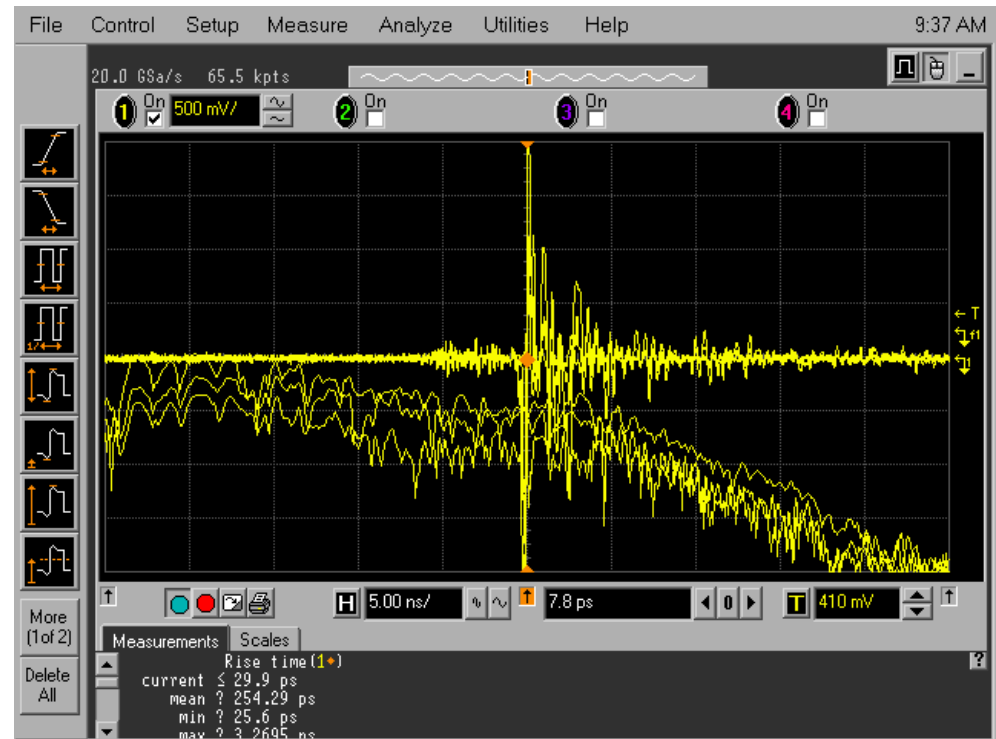 File Control Setup Measure Analyze Utilities Help 9:37 AM
20.0 GSa/s 65.5 kpts
1 On 500 mV/ 2 On 3 On 4 On
T
f1
1
1/
H 5.00 ns/ 7.8 ps 0 T 410 mV
More
(1of 2)
Delete
All
Measurements Scales
Rise time(1)
current ≤ 29.9 ps
mean ? 254.29 ps
min ? 25.6 ps
max ? 3.2695 ns
?